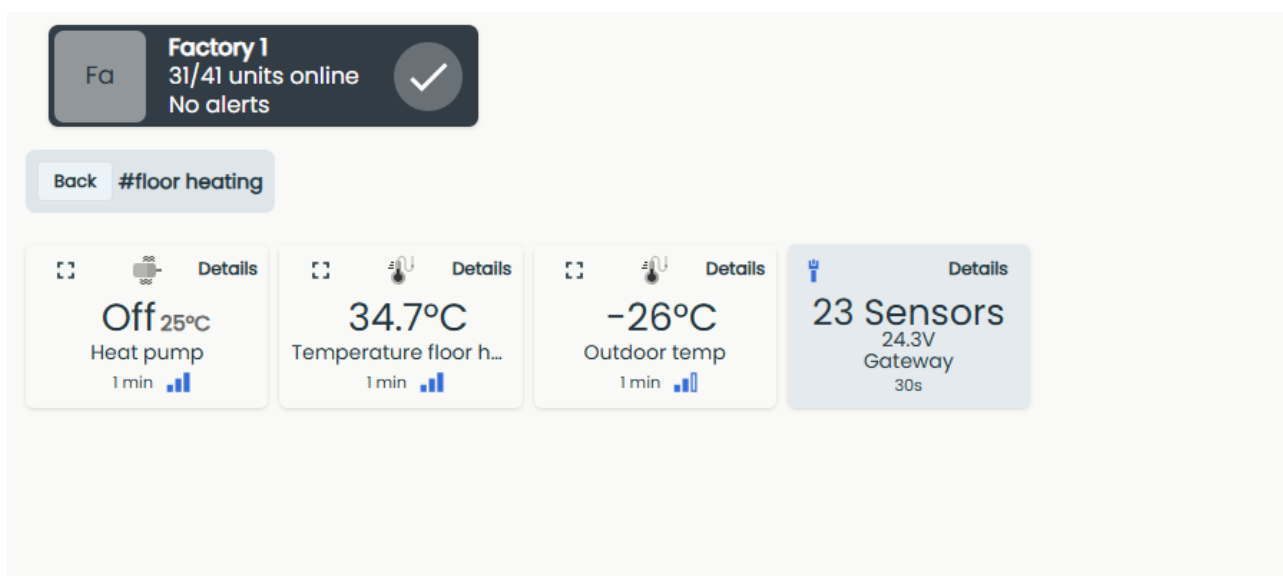 Fa
Factory 1
31/41 units online
No alerts
Back #floor heating
Details
Off 25°C
Heat pump
1 min
Details
34.7°C
Temperature floor h...
1 min
Details
-26°C
Outdoor temp
1 min
Details
23 Sensors
24.3V
Gateway
30s